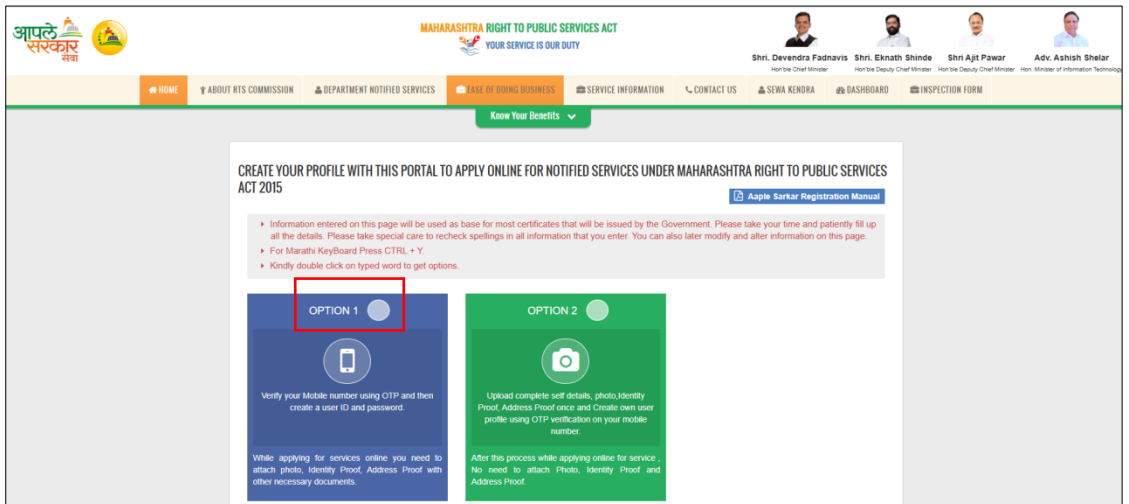 आपले
सरकार
सेवा
MAHARASHTRA RIGHT TO PUBLIC SERVICES ACT
YOUR SERVICE IS OUR DUTY
Shri. Devendra Fadnavis
Hon'ble Chief Minister
Shri. Eknath Shinde
Hon'ble Deputy Chief Minister
Shri Ajit Pawar
Hon'ble Deputy Chief Minister
Adv. Ashish Shelar
Hon. Minister of Information Technology
HOME
ABOUT RTS COMMISSION
DEPARTMENT NOTIFIED SERVICES
EASE OF DOING BUSINESS
SERVICE INFORMATION
CONTACT US
SEWA KENDRA
DASHBOARD
INSPECTION FORM
Know Your Benefits
CREATE YOUR PROFILE WITH THIS PORTAL TO APPLY ONLINE FOR NOTIFIED SERVICES UNDER MAHARASHTRA RIGHT TO PUBLIC SERVICES
ACT 2015
Aaple Sarkar Registration Manual
Information entered on this page will be used as base for most certificates that will be issued by the Government. Please take your time and patiently fill up
all the details. Please take special care to recheck spellings in all information that you enter. You can also later modify and alter information on this page.
For Marathi KeyBoard Press CTRL + Y.
Kindly double click on typed word to get options.
OPTION 1
Verify your Mobile number using OTP and then
create a user ID and password.
While applying for services online you need to
attach photo, Identity Proof, Address Proof with
other necessary documents.
OPTION 2
Upload complete self details, photo,Identity
Proof, Address Proof once and Create own user
profile using OTP verification on your mobile
number.
After this process while applying online for service ,
No need to attach Photo, Identity Proof and
Address Proof.